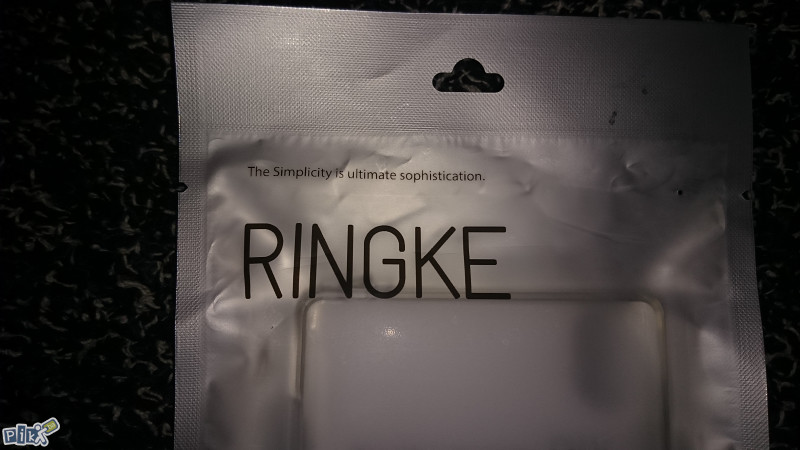 The Simplicity is ultimate sophistication.
RINGKE
PIK